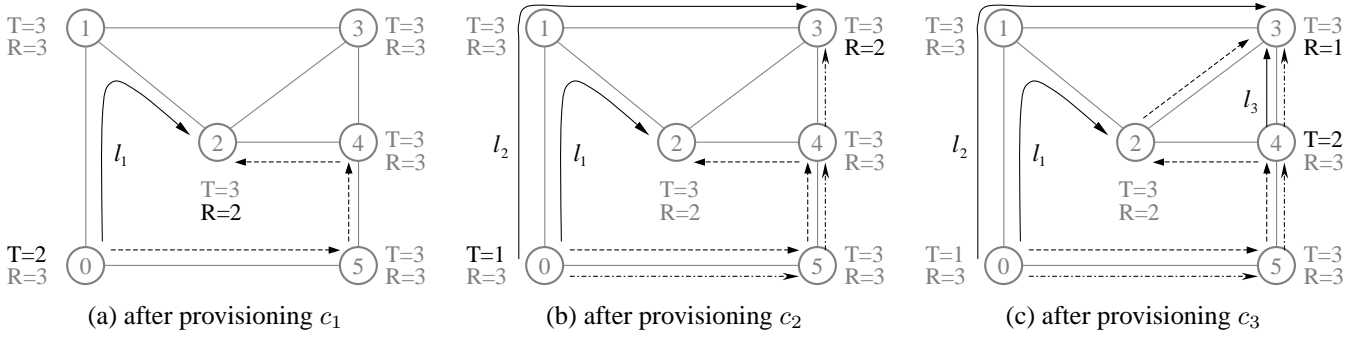 T=3
R=3
1
3
T=3
R=3
l1
2
4
T=3
R=3
T=3
R=2
T=2
R=3
0
5
T=3
R=3
(a) after provisioning c1
T=3
R=3
1
3
T=3
R=2
l2
l1
2
4
T=3
R=3
T=3
R=2
T=1
R=3
0
5
T=3
R=3
(b) after provisioning c2
T=3
R=3
1
3
T=3
R=1
l3
l2
l1
2
4
T=2
R=3
T=3
R=2
T=1
R=3
0
5
T=3
R=3
(c) after provisioning c3